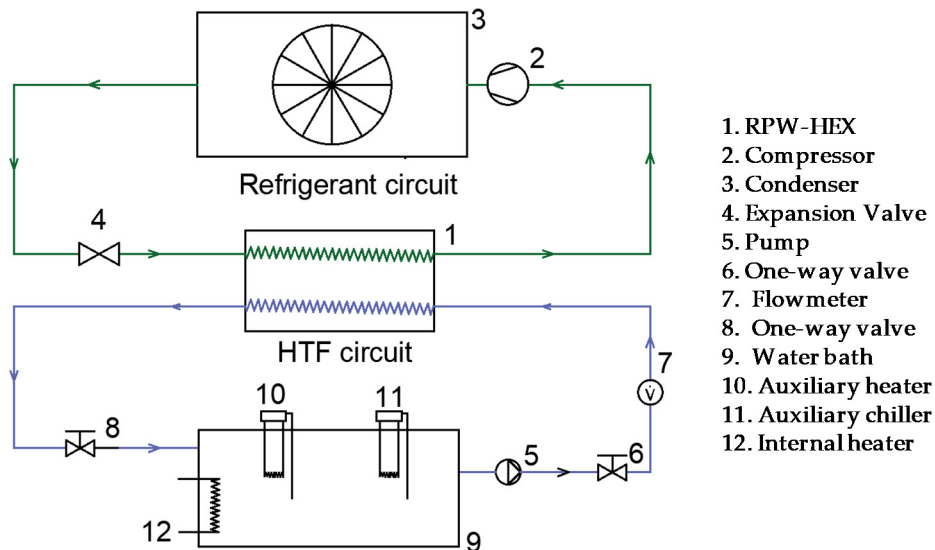 3
2
Refrigerant circuit
4
1
HTF circuit
7
V̇
10
11
8
5
6
12
9
1. RPW-HEX
2. Compressor
3. Condenser
4. Expansion Valve
5. Pump
6. One-way valve
7. Flowmeter
8. One-way valve
9. Water bath
10. Auxiliary heater
11. Auxiliary chiller
12. Internal heater